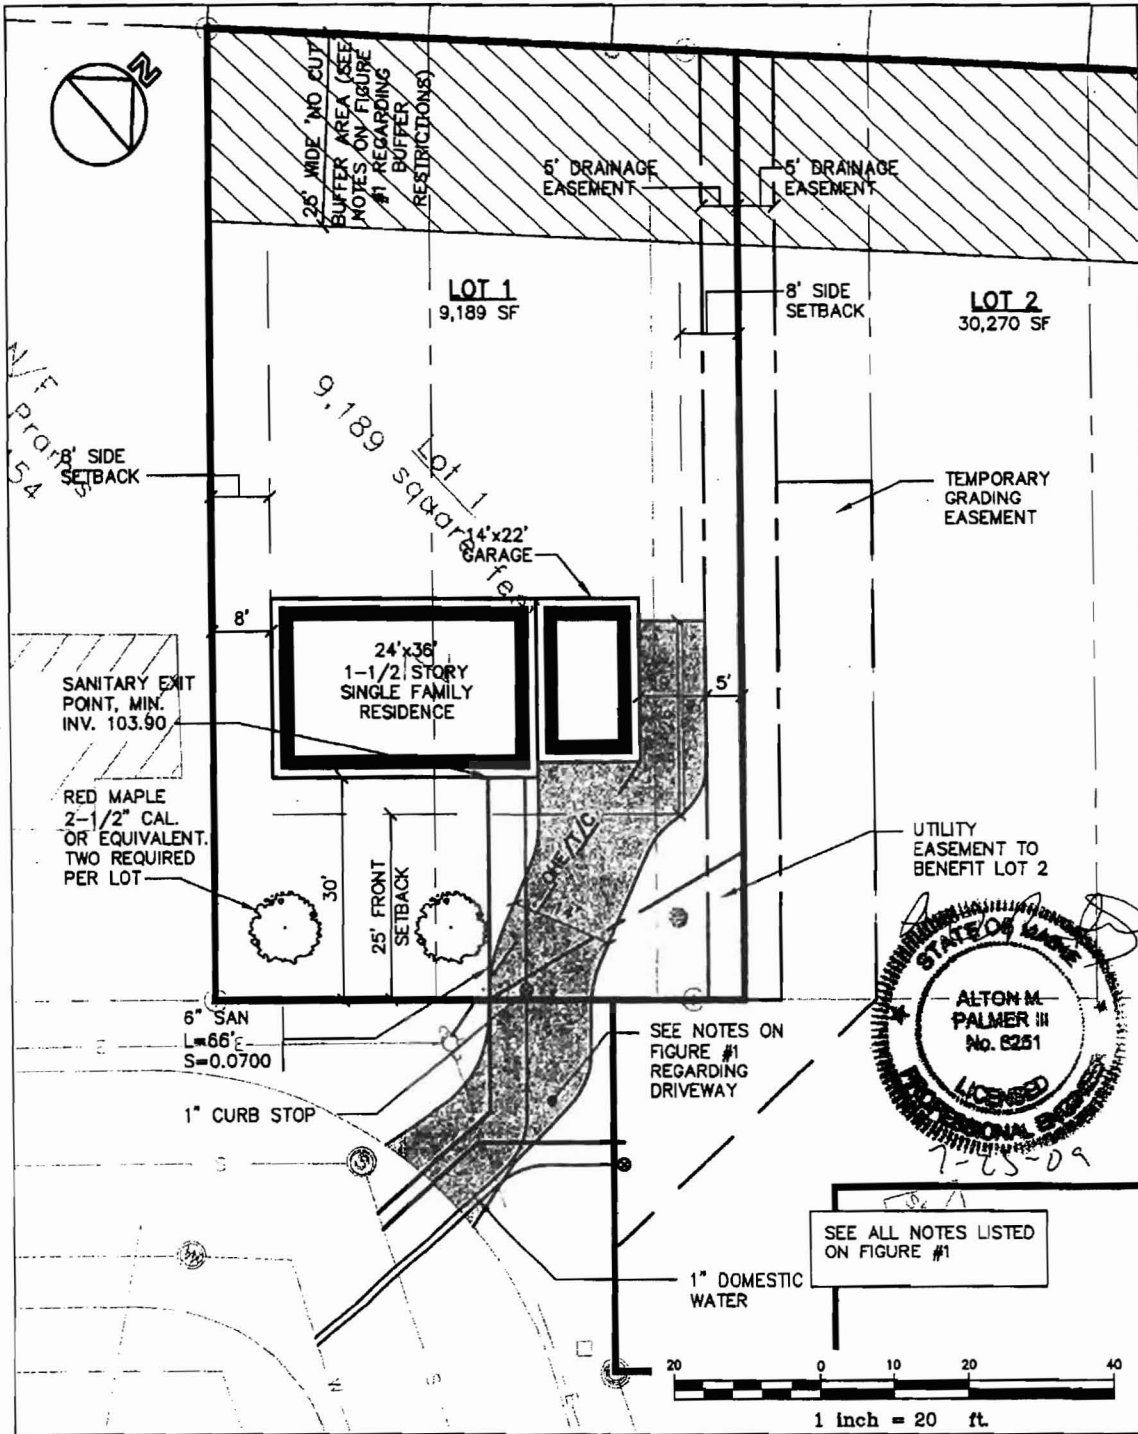 N
25' WIDE 'NO CUT'
BUFFER AREA (SEE
NOTES ON FIGURE
#1 REGARDING
BUFFER
RESTRICTIONS)
5' DRAINAGE
EASEMENT
5' DRAINAGE
EASEMENT
LOT 1
9,189 SF
8' SIDE
SETBACK
LOT 2
30,270 SF
N/F
54
Lot 1
9,189 square feet
8' SIDE
SETBACK
TEMPORARY
GRADING
EASEMENT
14'x22'
GARAGE
8'
24'x36'
1-1/2 STORY
SINGLE FAMILY
RESIDENCE
5'
SANITARY EXIT
POINT, MIN.
INV. 103.90
RED MAPLE
2-1/2" CAL.
OR EQUIVALENT.
TWO REQUIRED
PER LOT
30'
25' FRONT
SETBACK
OHE/T/C
UTILITY
EASEMENT TO
BENEFIT LOT 2
STATE OF MAINE
ALTON M.
PALMER III
No. 6251
LICENSED
PROFESSIONAL ENGINEER
6" SAN
L=66'
S=0.0700
SEE NOTES ON
FIGURE #1
REGARDING
DRIVEWAY
1" CURB STOP
S
S
W
S
SEE ALL NOTES LISTED
ON FIGURE #1
1" DOMESTIC
WATER
20 0 10 20 40
1 inch = 20 ft.